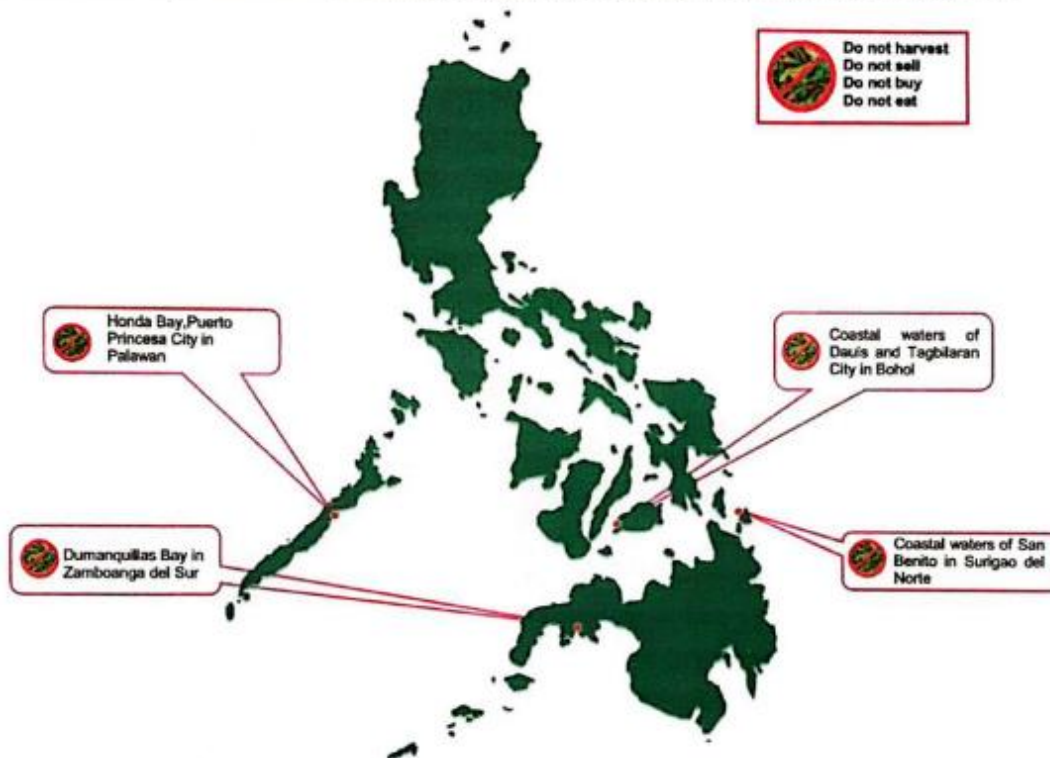 Do not harvest
Do not sell
Do not buy
Do not eat
Honda Bay,Puerto
Princesa City in
Palawan
Coastal waters of
Dauis and Tagbilaran
City in Bohol
Dumanquillas Bay in
Zamboanga del Sur
Coastal waters of San
Benito in Surigao del
Norte